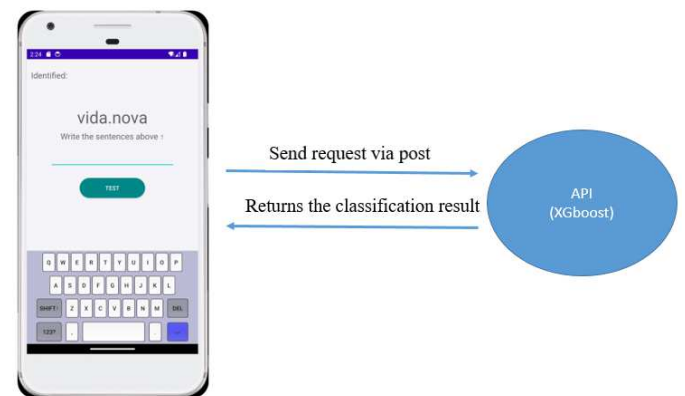 2:24
Identified:
vida.nova
Write the sentences above ↑
TEST
Q W E R T Y U I O P
A S D F G H J K L
SHIFT↑ Z X C V B N M DEL
123? , .
Send request via post
Returns the classification result
API
(XGboost)